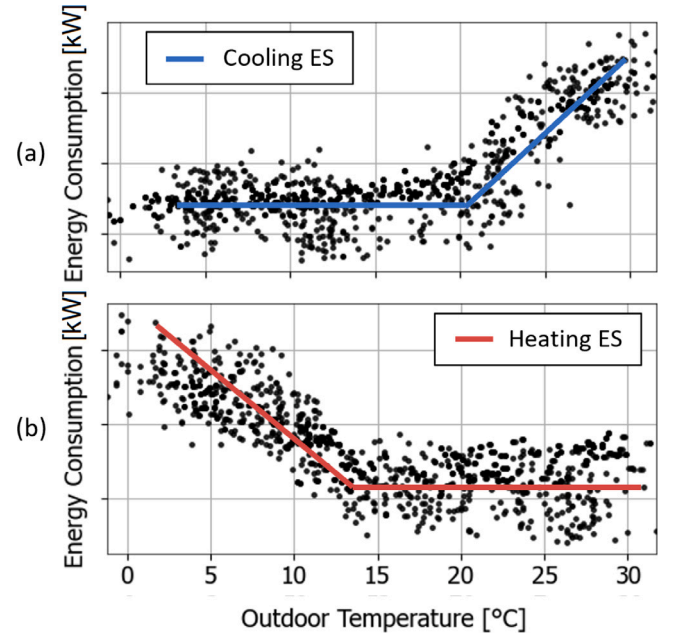 (a)
Energy Consumption [kW]
Cooling ES
(b)
Energy Consumption [kW]
Heating ES
0 5 10 15 20 25 30
Outdoor Temperature [°C]